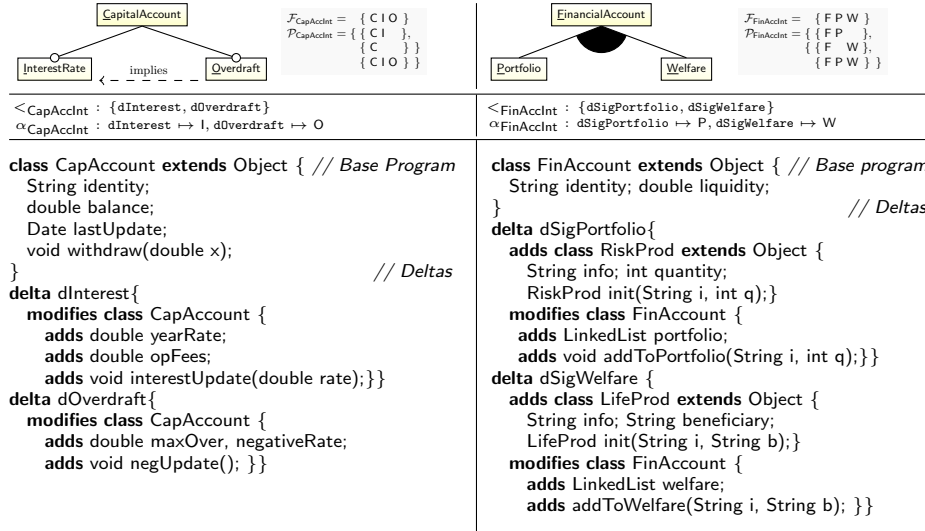 CapitalAccount
InterestRate
implies
Overdraft
F_CapAccInt = { C I O }
P_CapAccInt = { { C I },
{ C } }
{ C I O } }
<_CapAccInt : {dInterest, dOverdraft}
α_CapAccInt : dInterest ↦ I, dOverdraft ↦ O
class CapAccount extends Object { // Base Program
String identity;
double balance;
Date lastUpdate;
void withdraw(double x);
} // Deltas
delta dInterest{
modifies class CapAccount {
adds double yearRate;
adds double opFees;
adds void interestUpdate(double rate);}}
delta dOverdraft{
modifies class CapAccount {
adds double maxOver, negativeRate;
adds void negUpdate(); }}
FinancialAccount
Portfolio
Welfare
F_FinAccInt = { F P W }
P_FinAccInt = { { F P },
{ F W },
{ F P W } }
<_FinAccInt : {dSigPortfolio, dSigWelfare}
α_FinAccInt : dSigPortfolio ↦ P, dSigWelfare ↦ W
class FinAccount extends Object { // Base program
String identity; double liquidity;
} // Deltas
delta dSigPortfolio{
adds class RiskProd extends Object {
String info; int quantity;
RiskProd init(String i, int q);}
modifies class FinAccount {
adds LinkedList portfolio;
adds void addToPortfolio(String i, int q);}}
delta dSigWelfare {
adds class LifeProd extends Object {
String info; String beneficiary;
LifeProd init(String i, String b);}
modifies class FinAccount {
adds LinkedList welfare;
adds addToWelfare(String i, String b); }}